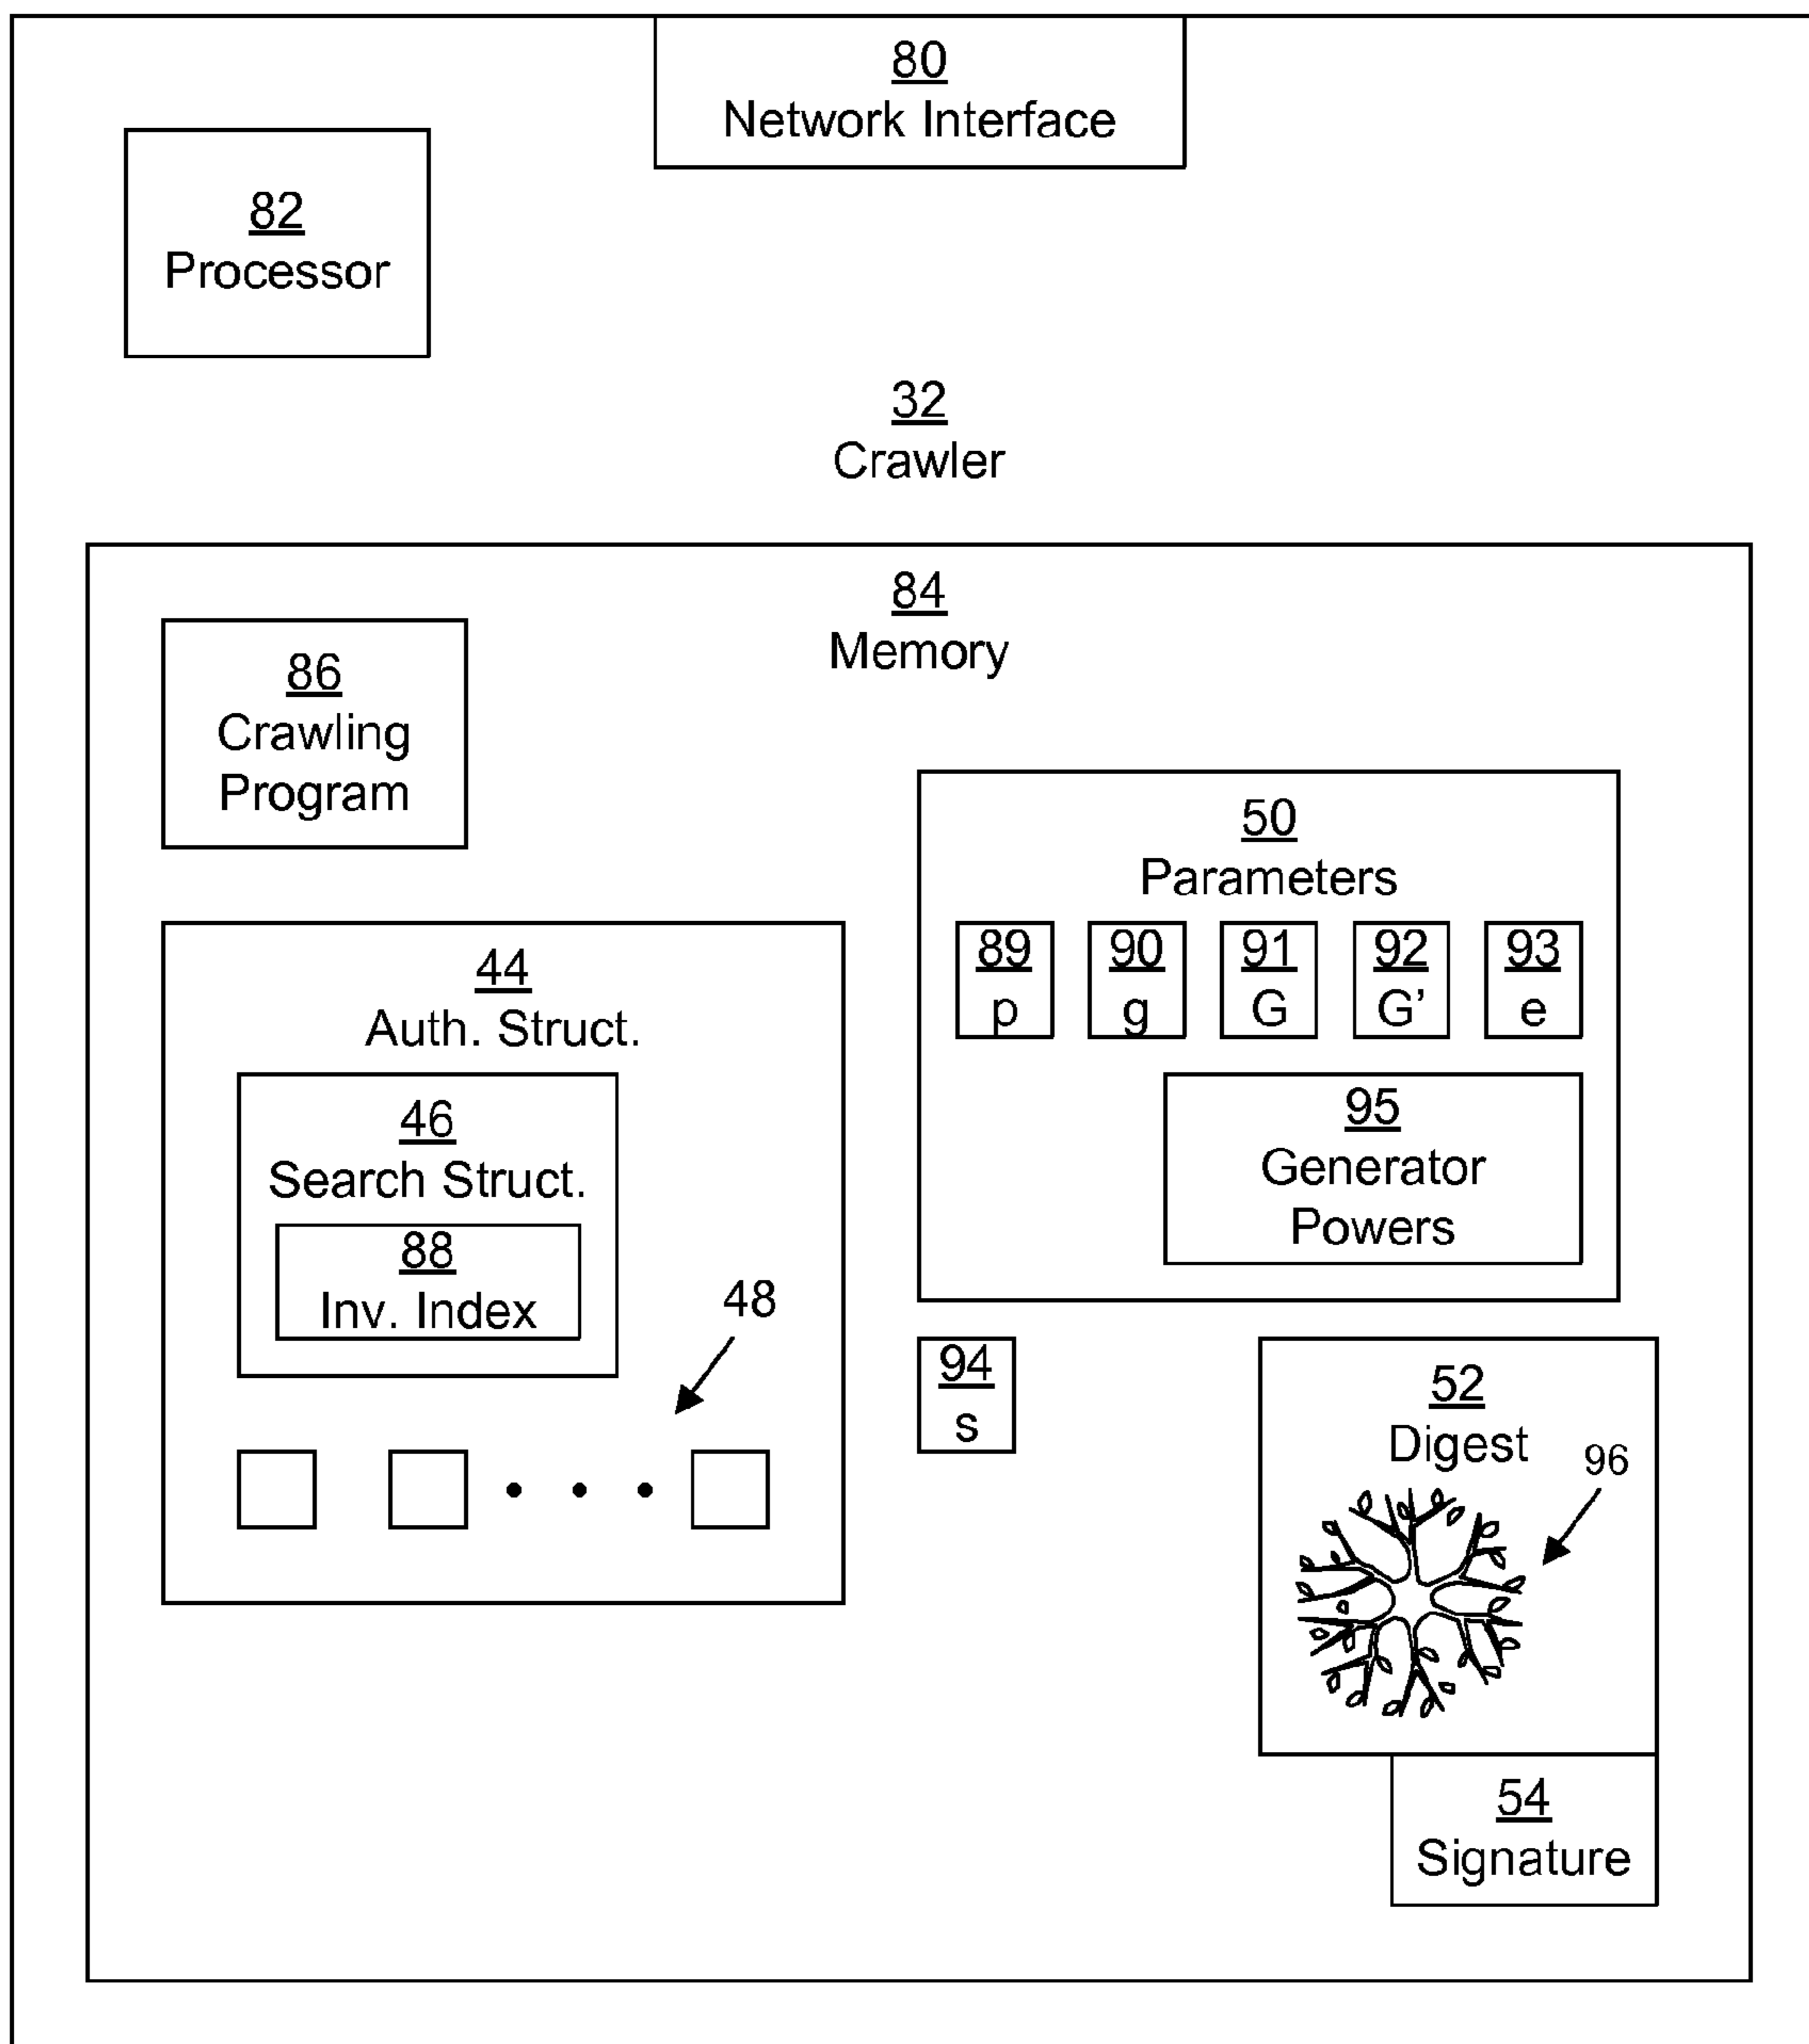 80
Network Interface
82
Processor
32
Crawler
84
Memory
86
Crawling
Program
50
Parameters
89
p
90
g
91
G
92
G’
93
e
95
Generator
Powers
44
Auth. Struct.
46
Search Struct.
88
Inv. Index
48
94
s
52
Digest
96
54
Signature